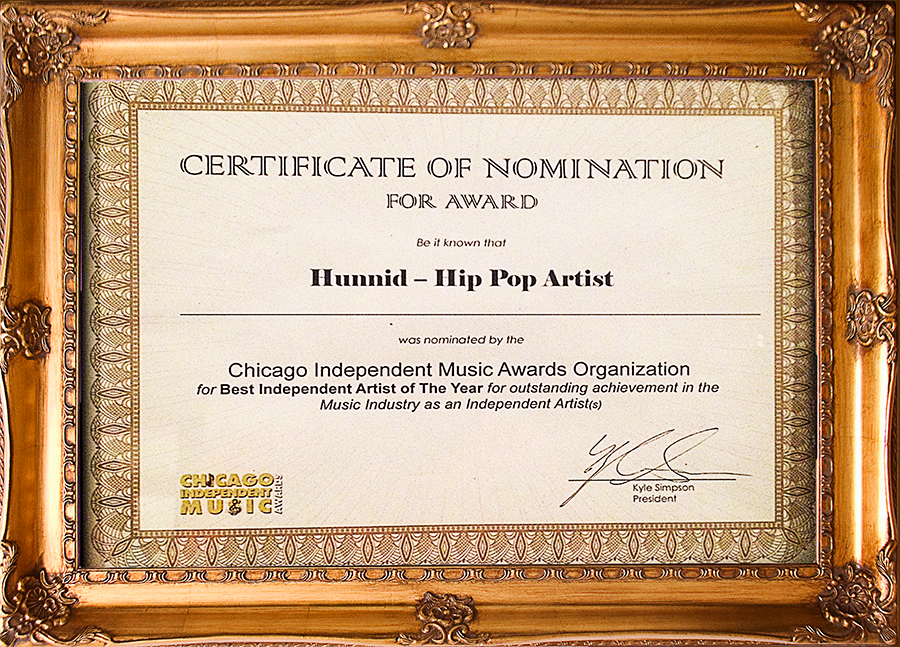 CERTIFICATE OF NOMINATION
FOR AWARD
Be it known that
Hunnid – Hip Pop Artist
was nominated by the
Chicago Independent Music Awards Organization
for Best Independent Artist of The Year for outstanding achievement in the
Music Industry as an Independent Artist(s)
Kyle Simpson
President
CHICAGO
INDEPENDENT
MUSIC
AWARDS